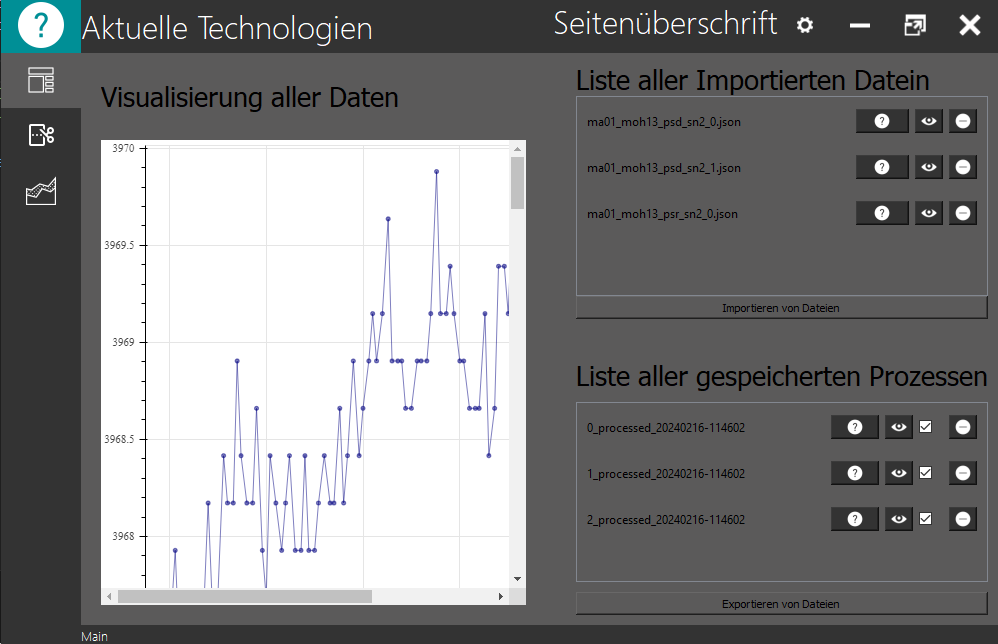 ?
Aktuelle Technologien
Seitenüberschrift
Visualisierung aller Daten
3970
3969.5
3969
3968.5
3968
Liste aller Importierten Datein
ma01_moh13_psd_sn2_0.json ?
ma01_moh13_psd_sn2_1.json ?
ma01_moh13_psr_sn2_0.json ?
Importieren von Dateien
Liste aller gespeicherten Prozessen
0_processed_20240216-114602 ?
1_processed_20240216-114602 ?
2_processed_20240216-114602 ?
Exportieren von Dateien
Main